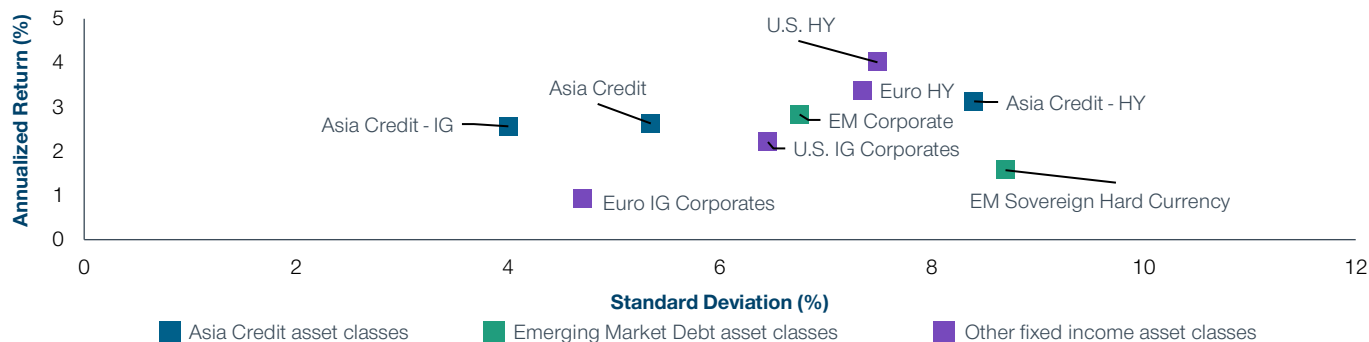 Annualized Return (%)
5
4
3
2
1
0
U.S. HY
Asia Credit
Euro HY
Asia Credit - HY
Asia Credit - IG
EM Corporate
U.S. IG Corporates
Euro IG Corporates
EM Sovereign Hard Currency
0 2 4 6 8 10 12
Standard Deviation (%)
Asia Credit asset classes Emerging Market Debt asset classes Other fixed income asset classes